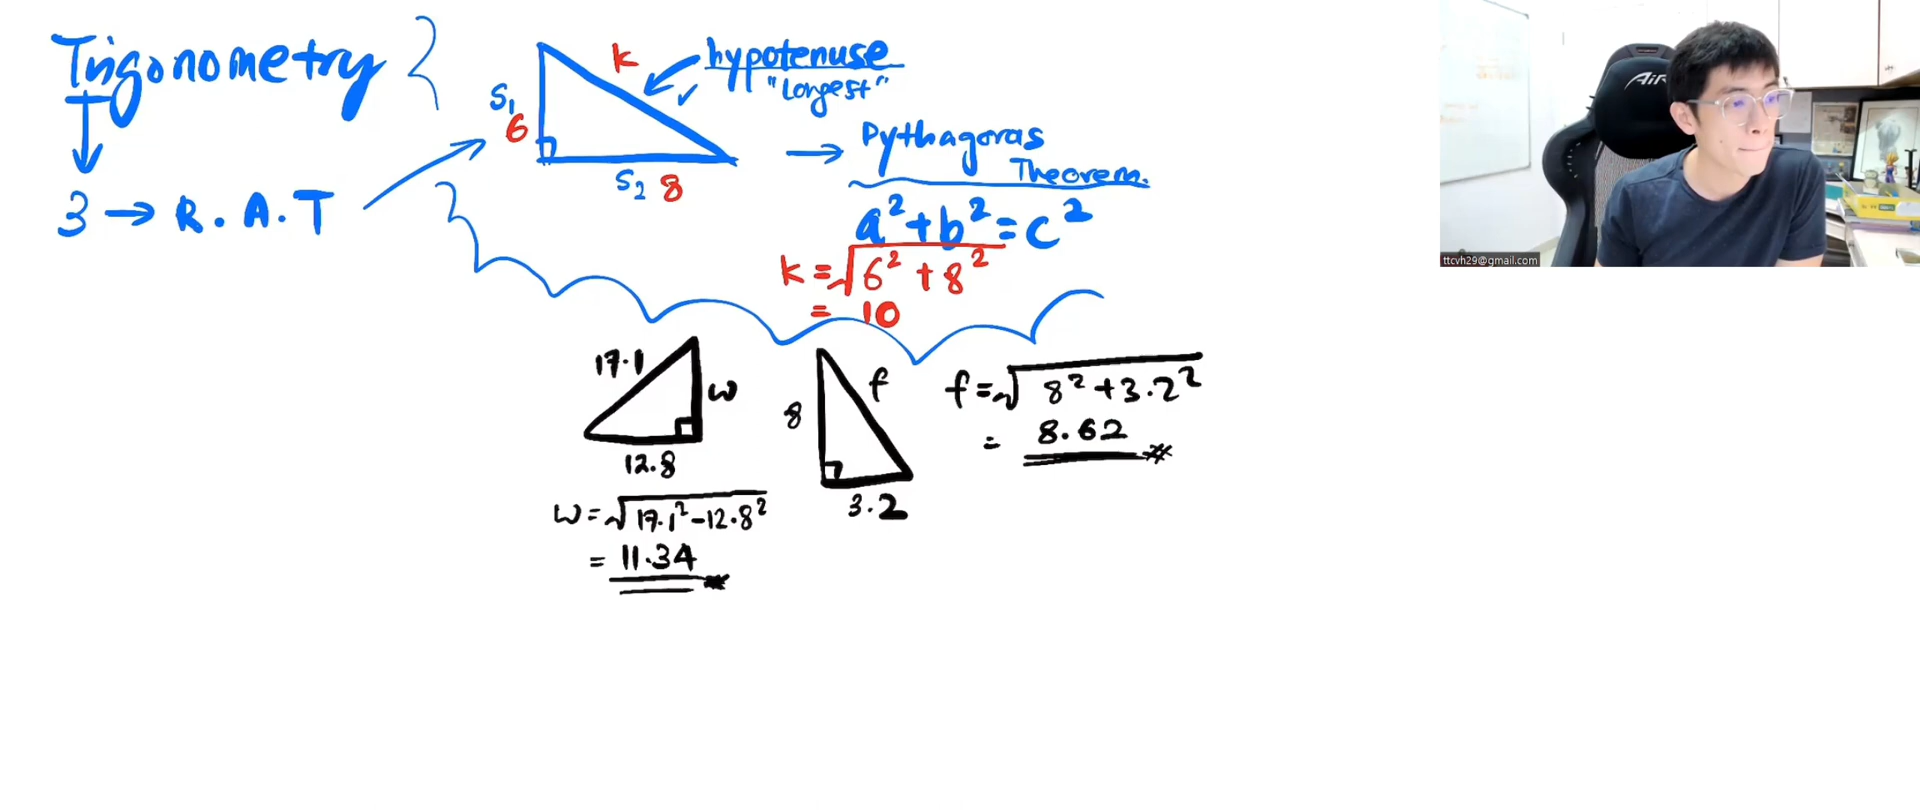 Trigonometry
3 → R.A.T
k
hypotenuse
"Longest"
S₁
6
S₂ 8
→ Pythagoras
Theorem.
a² + b² = c²
k = √6² + 8²
= 10
17.1
w
12.8
w = √17.1² - 12.8²
= 11.34
8
f
3.2
f = √8² + 3.2²
= 8.62
AiR
ttcvh29@gmail.com